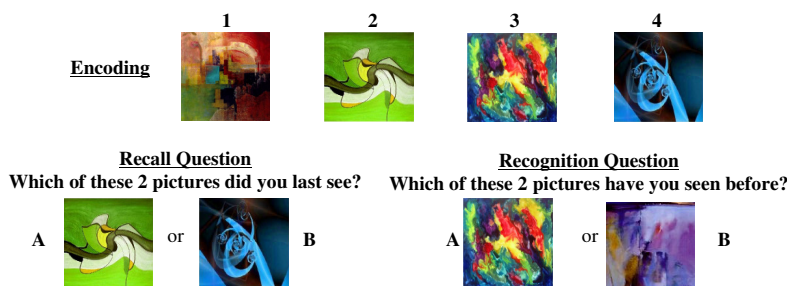 1 2 3 4
Encoding
Recall Question
Which of these 2 pictures did you last see?
A or B
Recognition Question
Which of these 2 pictures have you seen before?
A or B